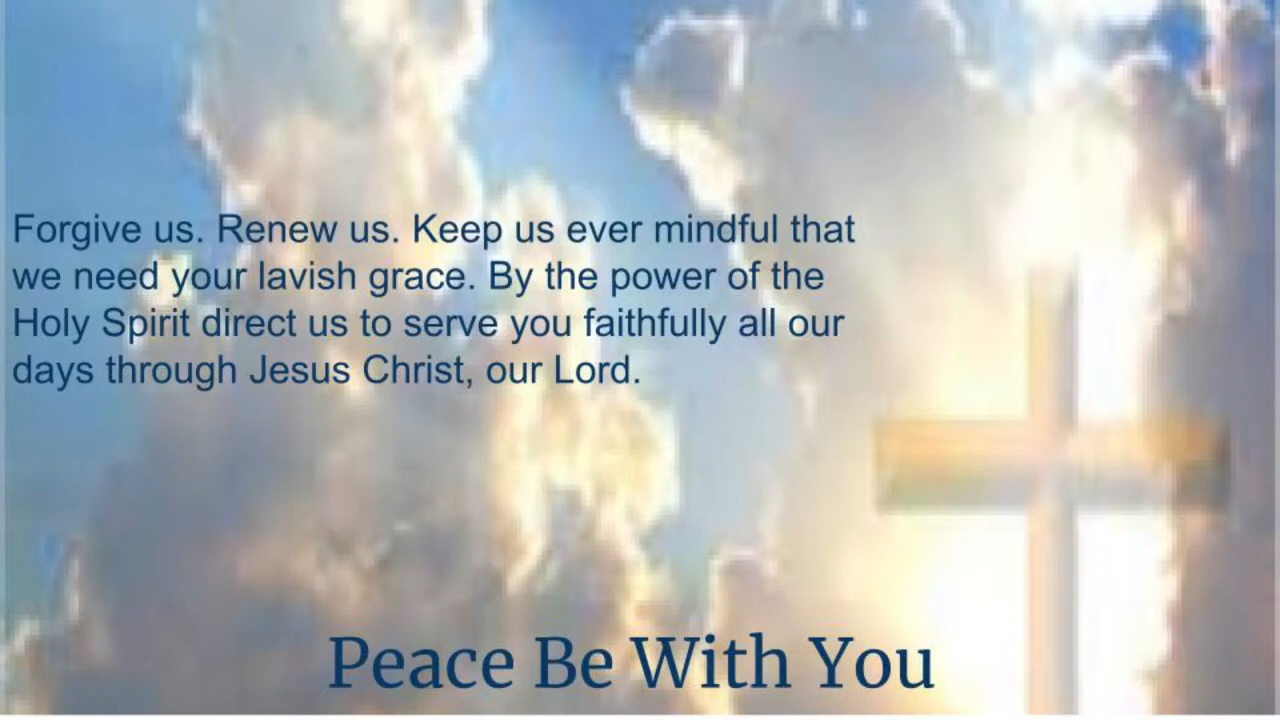 Forgive us. Renew us. Keep us ever mindful that
we need your lavish grace. By the power of the
Holy Spirit direct us to serve you faithfully all our
days through Jesus Christ, our Lord.
Peace Be With You